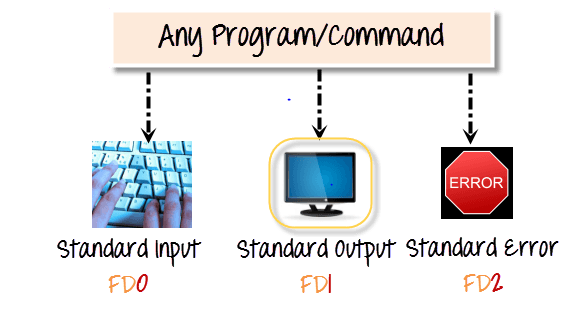 Any Program/Command
ERROR
Standard Input Standard Output Standard Error
FD0 FD1 FD2